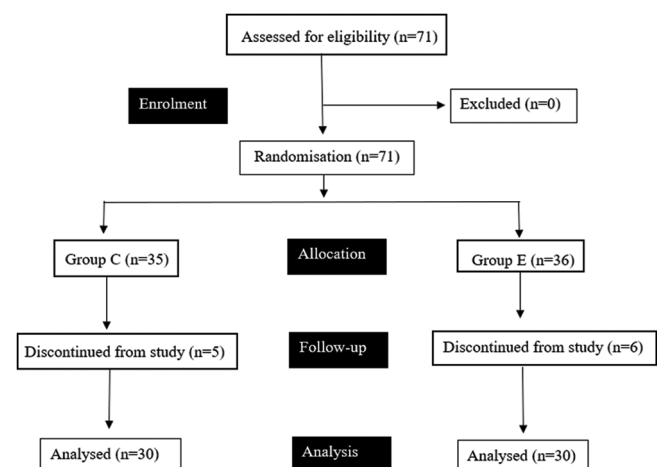 Assessed for eligibility (n=71)
Enrolment
Excluded (n=0)
Randomisation (n=71)
Group C (n=35)
Allocation
Group E (n=36)
Discontinued from study (n=5)
Follow-up
Discontinued from study (n=6)
Analysed (n=30)
Analysis
Analysed (n=30)